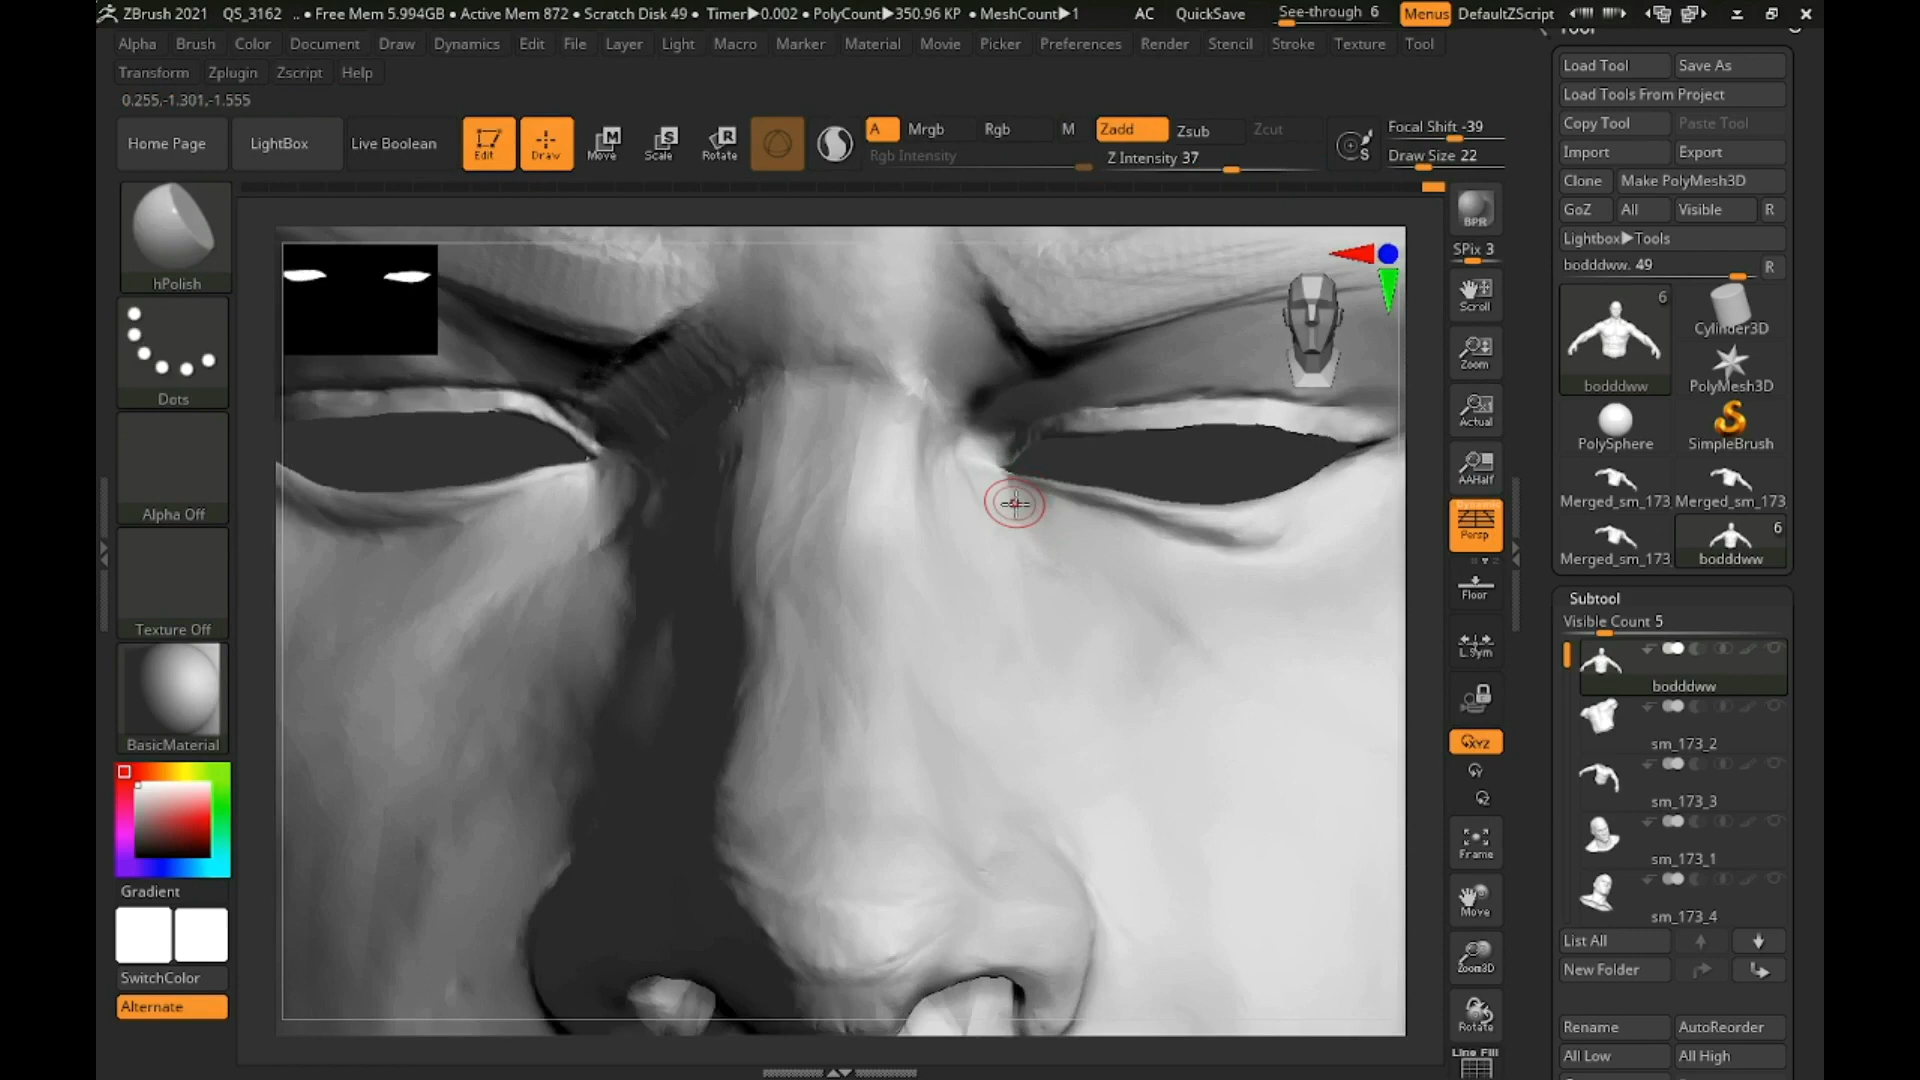 ZBrush 2021 QS_3162 .. • Free Mem 5.994GB • Active Mem 872 • Scratch Disk 49 • Timer▶0.002 • PolyCount▶350.96 KP • MeshCount▶1 AC QuickSave See-through 6 Menus DefaultZScript
Alpha Brush Color Document Draw Dynamics Edit File Layer Light Macro Marker Material Movie Picker Preferences Render Stencil Stroke Texture Tool
Transform Zplugin Zscript Help
0.255,-1.301,-1.555
Home Page LightBox Live Boolean Edit Draw Move Scale Rotate
A Mrgb Rgb M Zadd Zsub Zcut
Rgb Intensity Z Intensity 37
Focal Shift -39
Draw Size 22
hPolish
Dots
Alpha Off
Texture Off
BasicMaterial
Gradient
SwitchColor
Alternate
BPR
SPix 3
Scroll
Zoom
Actual
AAHalf
Dynamic
Persp
Floor
L.Sym
XYZ
Y
Z
Frame
Move
Zoom3D
Rotate
Line Fill
Tool
Load Tool Save As
Load Tools From Project
Copy Tool Paste Tool
Import Export
Clone Make PolyMesh3D
GoZ All Visible R
Lightbox▶Tools
bodddww. 49 R
6
bodddww
Cylinder3D
PolyMesh3D
PolySphere SimpleBrush
Merged_sm_173 Merged_sm_173
Merged_sm_173 6 bodddww
Subtool
Visible Count 5
bodddww
sm_173_2
sm_173_3
sm_173_1
sm_173_4
List All
New Folder
Rename AutoReorder
All Low All High